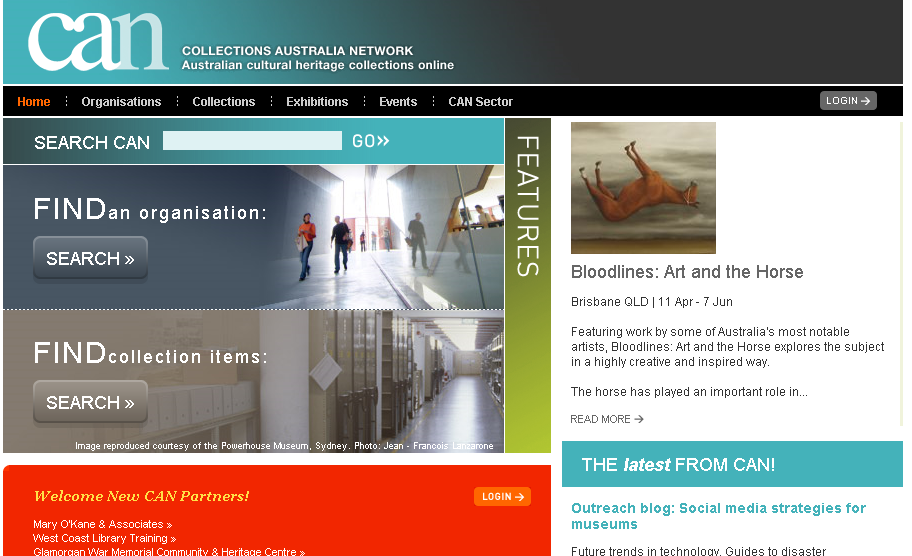 can
COLLECTIONS AUSTRALIA NETWORK
Australian cultural heritage collections online
Home
Organisations
Collections
Exhibitions
Events
CAN Sector
LOGIN
SEARCH CAN
GO»
FIND an organisation:
SEARCH »
FIND collection items:
SEARCH »
Image reproduced courtesy of the Powerhouse Museum, Sydney. Photo: Jean - Francois Lanzarone
FEATURES
Bloodlines: Art and the Horse
Brisbane QLD | 11 Apr - 7 Jun
Featuring work by some of Australia's most notable
artists, Bloodlines: Art and the Horse explores the subject
in a highly creative and inspired way.
The horse has played an important role in...
READ MORE
Welcome New CAN Partners!
LOGIN
Mary O'Kane & Associates »
West Coast Library Training »
Glamorgan War Memorial Community & Heritage Centre »
THE latest FROM CAN!
Outreach blog: Social media strategies for
museums
Future trends in technology. Guides to disaster